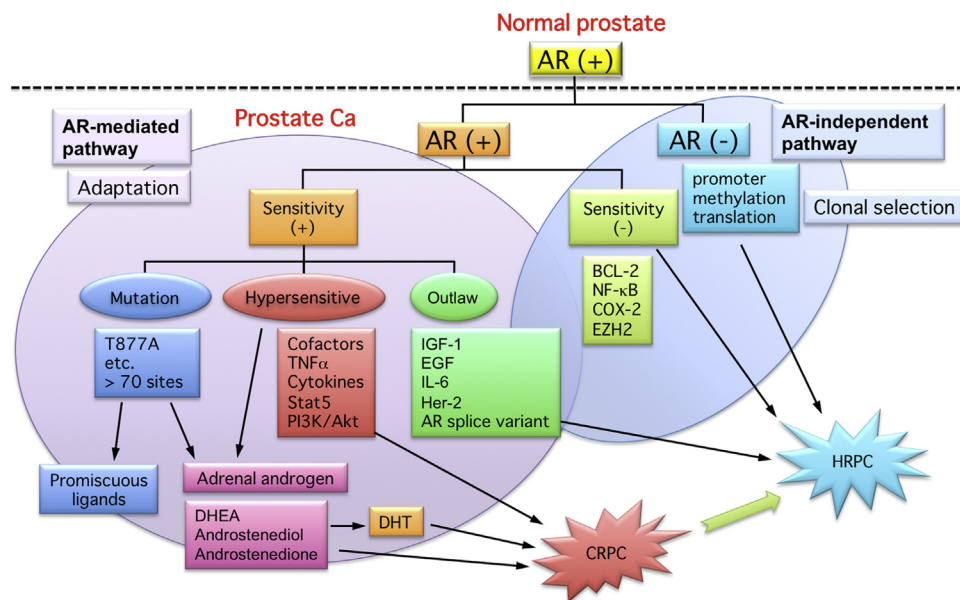 Normal prostate
AR (+)
AR-mediated
pathway
Prostate Ca
AR (+)
AR (-)
AR-independent
pathway
Adaptation
promoter
methylation
translation
Clonal selection
Sensitivity
(+)
Sensitivity
(-)
BCL-2
NF-κB
COX-2
EZH2
Mutation
Hypersensitive
Outlaw
T877A
etc.
> 70 sites
Cofactors
TNFα
Cytokines
Stat5
PI3K/Akt
IGF-1
EGF
IL-6
Her-2
AR splice variant
Promiscuous
ligands
Adrenal androgen
HRPC
DHEA
Androstenediol
Androstenedione
DHT
CRPC